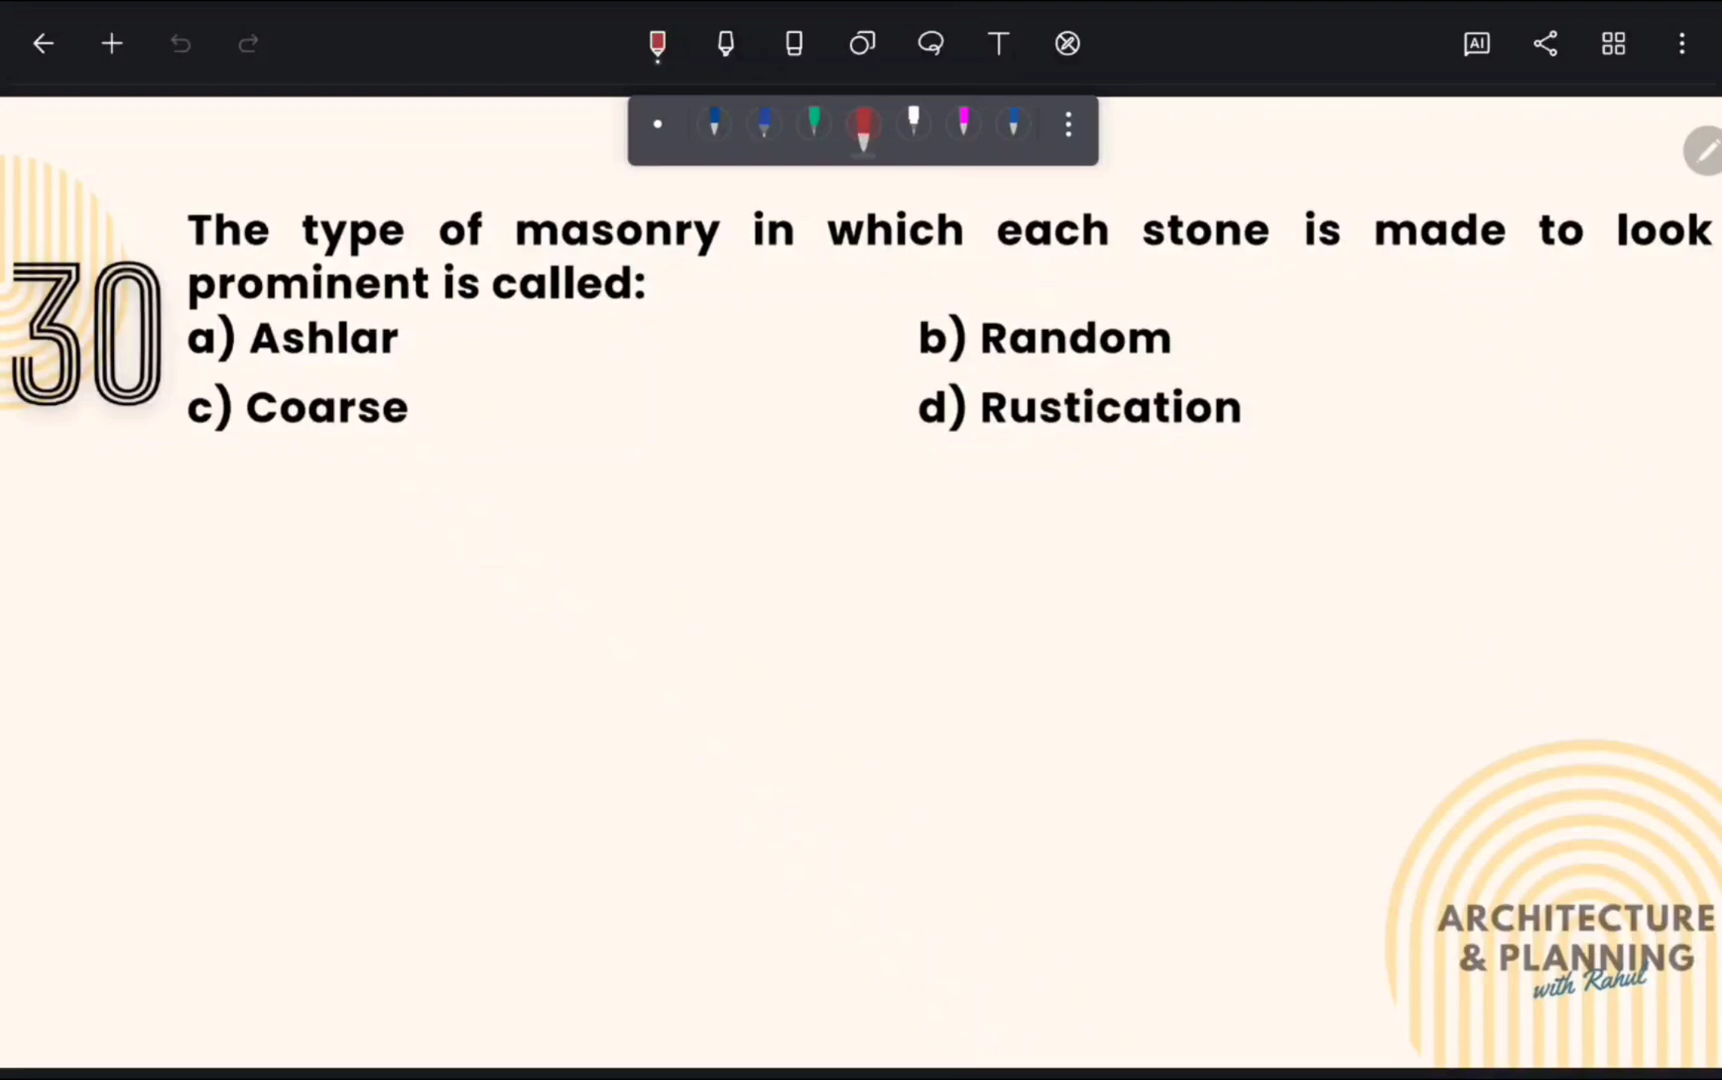 AI
T
The type of masonry in which each stone is made to look
prominent is called:
30
a) Ashlar
b) Random
c) Coarse
d) Rustication
ARCHITECTURE
& PLANNING
with Rahul